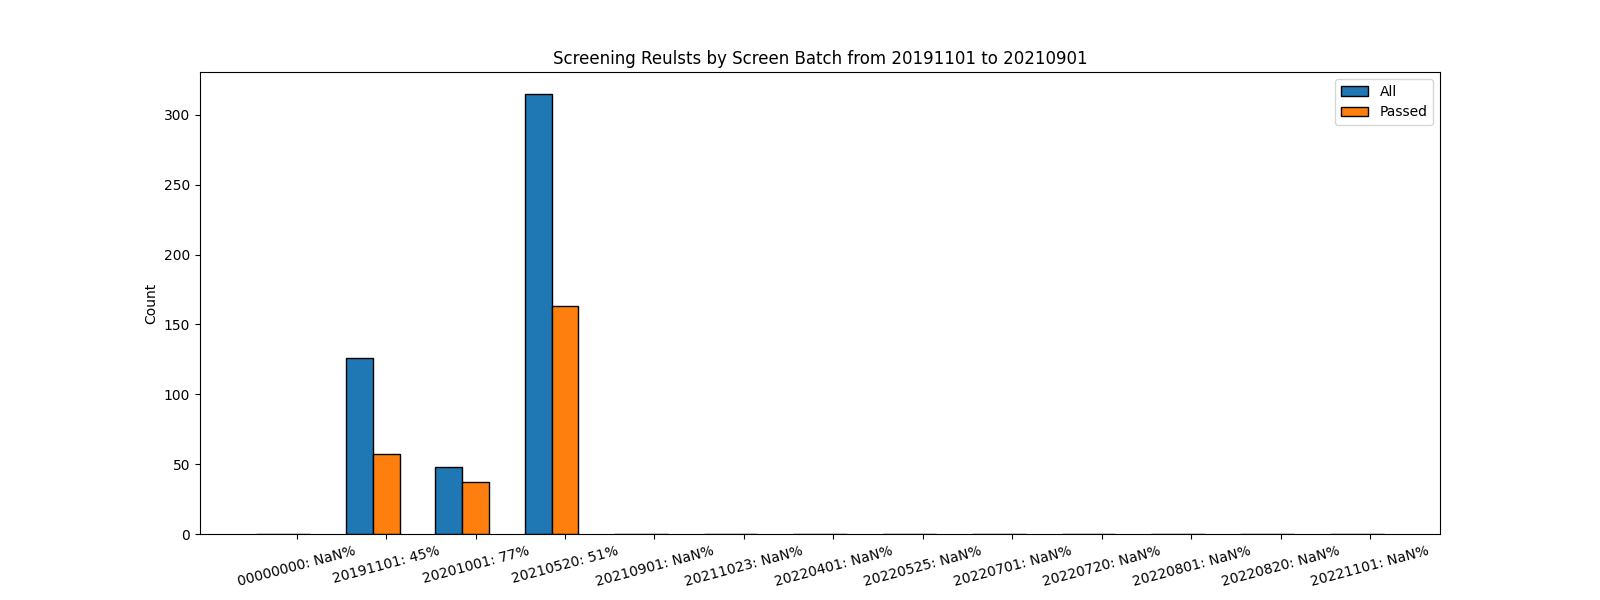 Screening Reulsts by Screen Batch from 20191101 to 20210901
All
Passed
Count
300
250
200
150
100
50
0
00000000: NaN%
20191101: 45%
20201001: 77%
20210520: 51%
20210901: NaN%
20211023: NaN%
20220401: NaN%
20220525: NaN%
20220701: NaN%
20220720: NaN%
20220801: NaN%
20220820: NaN%
20221101: NaN%